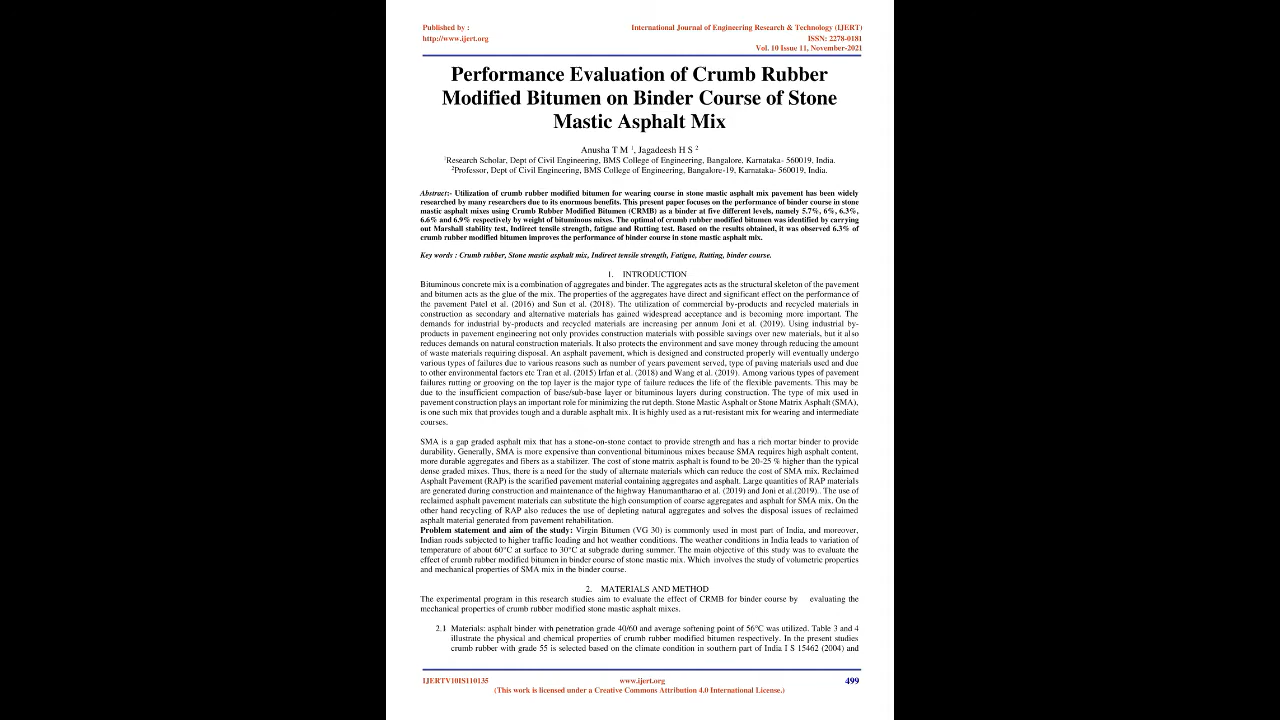 Published by :
http://www.ijert.org
International Journal of Engineering Research & Technology (IJERT)
ISSN: 2278-0181
Vol. 10 Issue 11, November-2021
Performance Evaluation of Crumb Rubber
Modified Bitumen on Binder Course of Stone
Mastic Asphalt Mix
Anusha T M ¹, Jagadeesh H S ²
¹Research Scholar, Dept of Civil Engineering, BMS College of Engineering, Bangalore, Karnataka- 560019, India.
²Professor, Dept of Civil Engineering, BMS College of Engineering, Bangalore-19, Karnataka- 560019, India.
Abstract:- Utilization of crumb rubber modified bitumen for wearing course in stone mastic asphalt mix pavement has been widely
researched by many researchers due to its enormous benefits. This present paper focuses on the performance of binder course in stone
mastic asphalt mixes using Crumb Rubber Modified Bitumen (CRMB) as a binder at five different levels, namely 5.7%, 6%, 6.3%,
6.6% and 6.9% respectively by weight of bituminous mixes. The optimal of crumb rubber modified bitumen was identified by carrying
out Marshall stability test, Indirect tensile strength, fatigue and Rutting test. Based on the results obtained, it was observed 6.3% of
crumb rubber modified bitumen improves the performance of binder course in stone mastic asphalt mix.
Key words : Crumb rubber, Stone mastic asphalt mix, Indirect tensile strength, Fatigue, Rutting, binder course.
1. INTRODUCTION
Bituminous concrete mix is a combination of aggregates and binder. The aggregates acts as the structural skeleton of the pavement
and bitumen acts as the glue of the mix. The properties of the aggregates have direct and significant effect on the performance of
the pavement Patel et al. (2016) and Sun et al. (2018). The utilization of commercial by-products and recycled materials in
construction as secondary and alternative materials has gained widespread acceptance and is becoming more important. The
demands for industrial by-products and recycled materials are increasing per annum Joni et al. (2019). Using industrial by-
products in pavement engineering not only provides construction materials with possible savings over new materials, but it also
reduces demands on natural construction materials. It also protects the environment and save money through reducing the amount
of waste materials requiring disposal. An asphalt pavement, which is designed and constructed properly will eventually undergo
various types of failures due to various reasons such as number of years pavement served, type of paving materials used and due
to other environmental factors etc Tran et al. (2015) Irfan et al. (2018) and Wang et al. (2019). Among various types of pavement
failures rutting or grooving on the top layer is the major type of failure reduces the life of the flexible pavements. This may be
due to the insufficient compaction of base/sub-base layer or bituminous layers during construction. The type of mix used in
pavement construction plays an important role for minimizing the rut depth. Stone Mastic Asphalt or Stone Matrix Asphalt (SMA),
is one such mix that provides tough and a durable asphalt mix. It is highly used as a rut-resistant mix for wearing and intermediate
courses.
SMA is a gap graded asphalt mix that has a stone-on-stone contact to provide strength and has a rich mortar binder to provide
durability. Generally, SMA is more expensive than conventional bituminous mixes because SMA requires high asphalt content,
more durable aggregates and fibers as a stabilizer. The cost of stone matrix asphalt is found to be 20-25 % higher than the typical
dense graded mixes. Thus, there is a need for the study of alternate materials which can reduce the cost of SMA mix. Reclaimed
Asphalt Pavement (RAP) is the scarified pavement material containing aggregates and asphalt. Large quantities of RAP materials
are generated during construction and maintenance of the highway Hanumantharao et al. (2019) and Joni et al.(2019).. The use of
reclaimed asphalt pavement materials can substitute the high consumption of coarse aggregates and asphalt for SMA mix. On the
other hand recycling of RAP also reduces the use of depleting natural aggregates and solves the disposal issues of reclaimed
asphalt material generated from pavement rehabilitation.
Problem statement and aim of the study: Virgin Bitumen (VG 30) is commonly used in most part of India, and moreover,
Indian roads subjected to higher traffic loading and hot weather conditions. The weather conditions in India leads to variation of
temperature of about 60°C at surface to 30°C at subgrade during summer. The main objective of this study was to evaluate the
effect of crumb rubber modified bitumen in binder course of stone mastic mix. Which involves the study of volumetric properties
and mechanical properties of SMA mix in the binder course.
2. MATERIALS AND METHOD
The experimental program in this research studies aim to evaluate the effect of CRMB for binder course by evaluating the
mechanical properties of crumb rubber modified stone mastic asphalt mixes.
2.1 Materials: asphalt binder with penetration grade 40/60 and average softening point of 56°C was utilized. Table 3 and 4
illustrate the physical and chemical properties of crumb rubber modified bitumen respectively. In the present studies
crumb rubber with grade 55 is selected based on the climate condition in southern part of India I S 15462 (2004) and
IJERTV10IS110135
www.ijert.org
499
(This work is licensed under a Creative Commons Attribution 4.0 International License.)